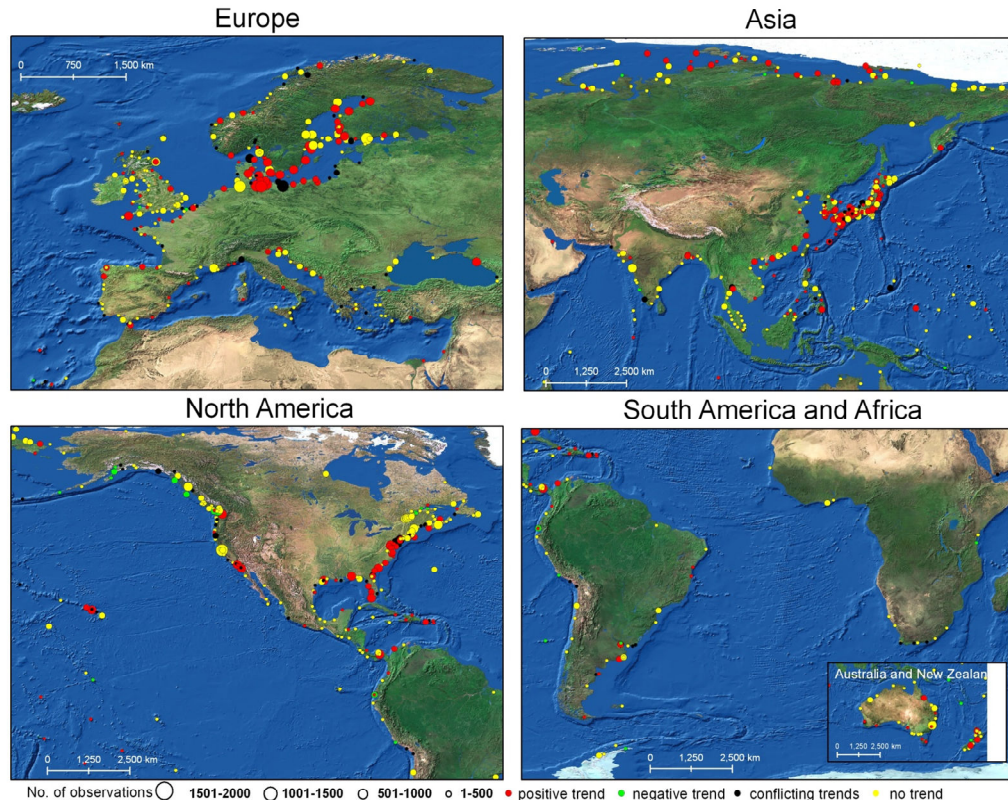 Europe
0 750 1,500 km
Asia
0 1,250 2,500 km
North America
0 1,250 2,500 km
South America and Africa
0 1,250 2,500 km
Australia and New Zealan
0 1,250 2,500 km
No. of observations 1501-2000 1001-1500 501-1000 1-500 positive trend negative trend conflicting trends no trend